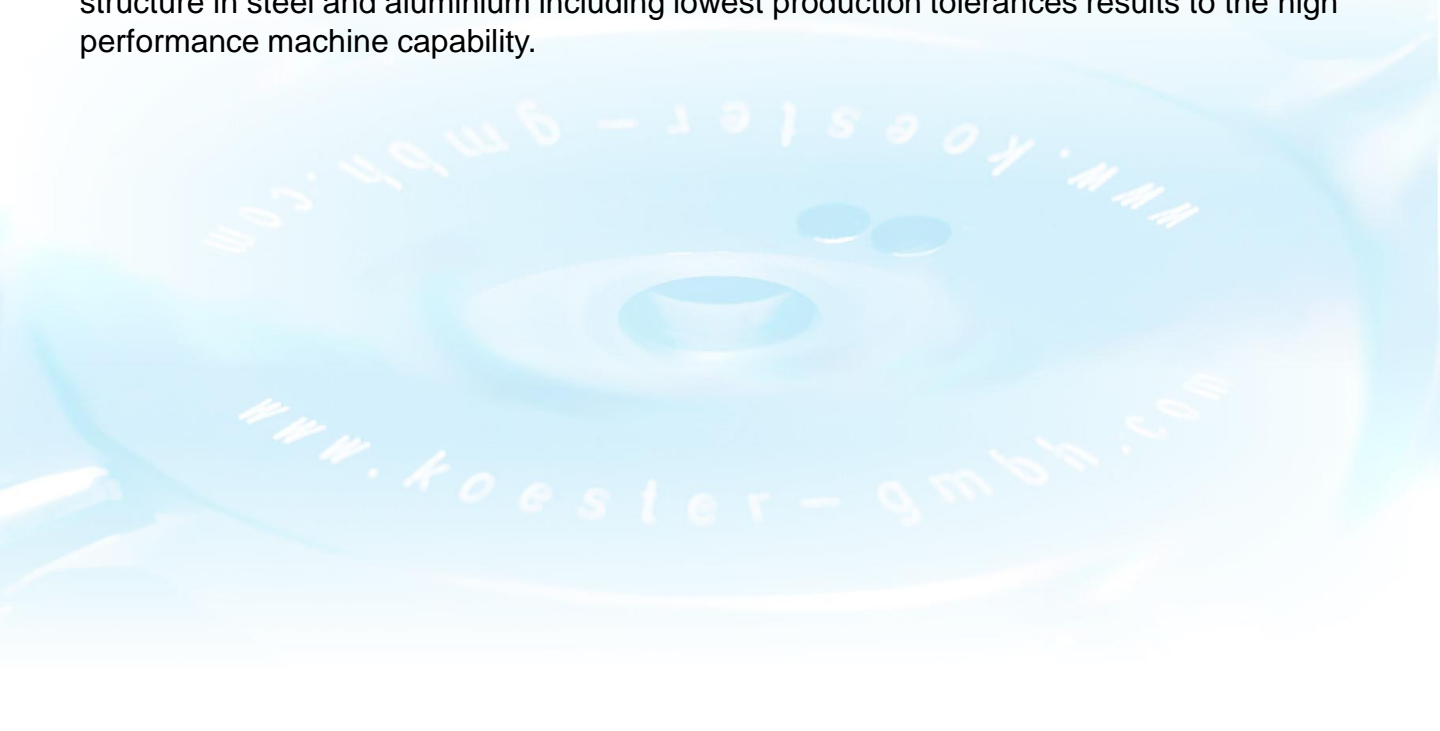 structure in steel and aluminium including lowest production tolerances results to the high
performance machine capability.
www.koester-gmbh.com
www.koester-gmbh.com